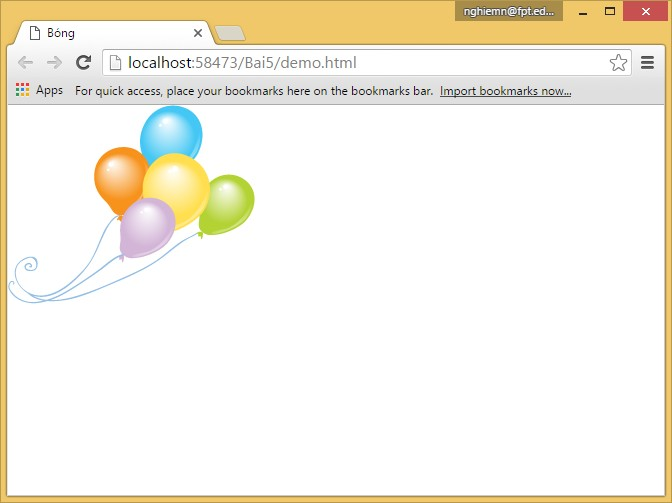 nghiemn@fpt.ed...
Bóng
localhost:58473/Bai5/demo.html
Apps For quick access, place your bookmarks here on the bookmarks bar. Import bookmarks now...